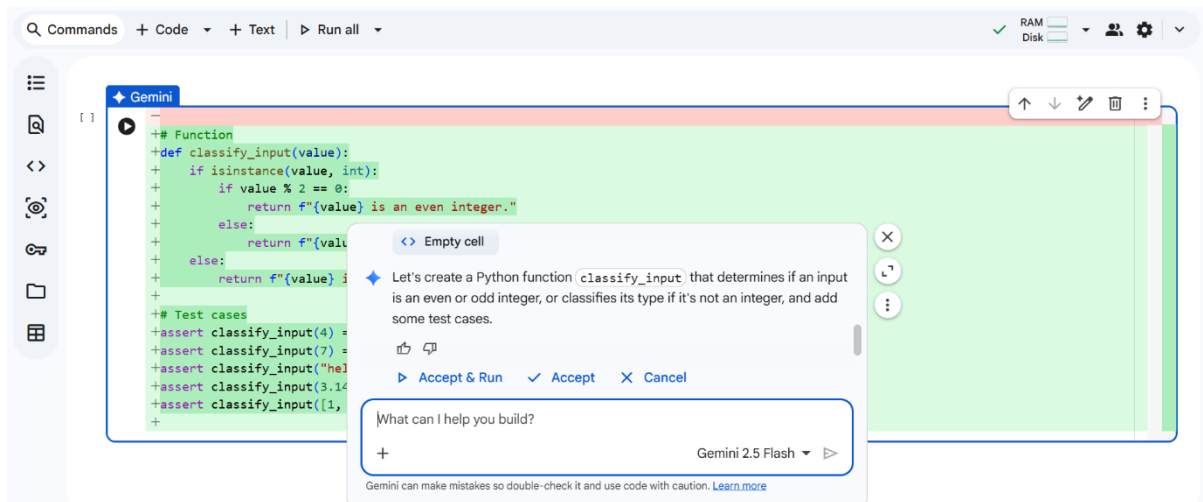 Commands + Code + Text Run all
RAM
Disk
Gemini
[ ]
-
+# Function
+def classify_input(value):
+    if isinstance(value, int):
+        if value % 2 == 0:
+            return f"{value} is an even integer."
+        else:
+            return f"{valu
+    else:
+        return f"{value} i
+
+# Test cases
+assert classify_input(4) =
+assert classify_input(7) =
+assert classify_input("hel
+assert classify_input(3.14
+assert classify_input([1,
+
<> Empty cell
Let's create a Python function classify_input that determines if an input
is an even or odd integer, or classifies its type if it's not an integer, and add
some test cases.
Accept & Run Accept Cancel
What can I help you build?
+ Gemini 2.5 Flash
Gemini can make mistakes so double-check it and use code with caution. Learn more